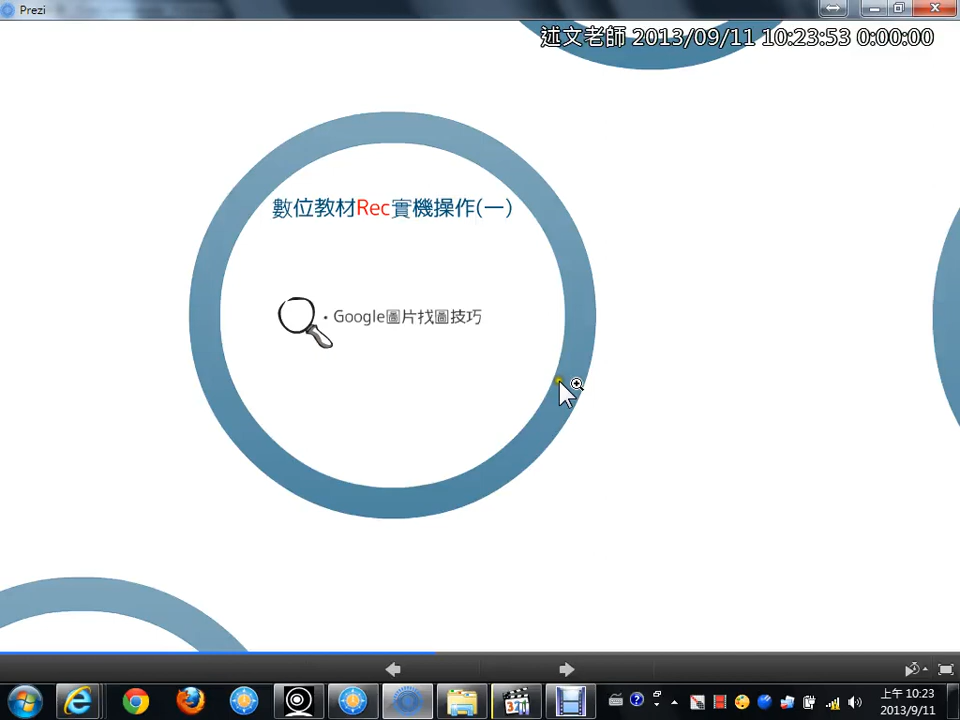 Prezi
述文老師 2013/09/11 10:23:53 0:00:00
數位教材Rec實機操作(一)
• Google圖片找圖技巧
321
上午 10:23
2013/9/11